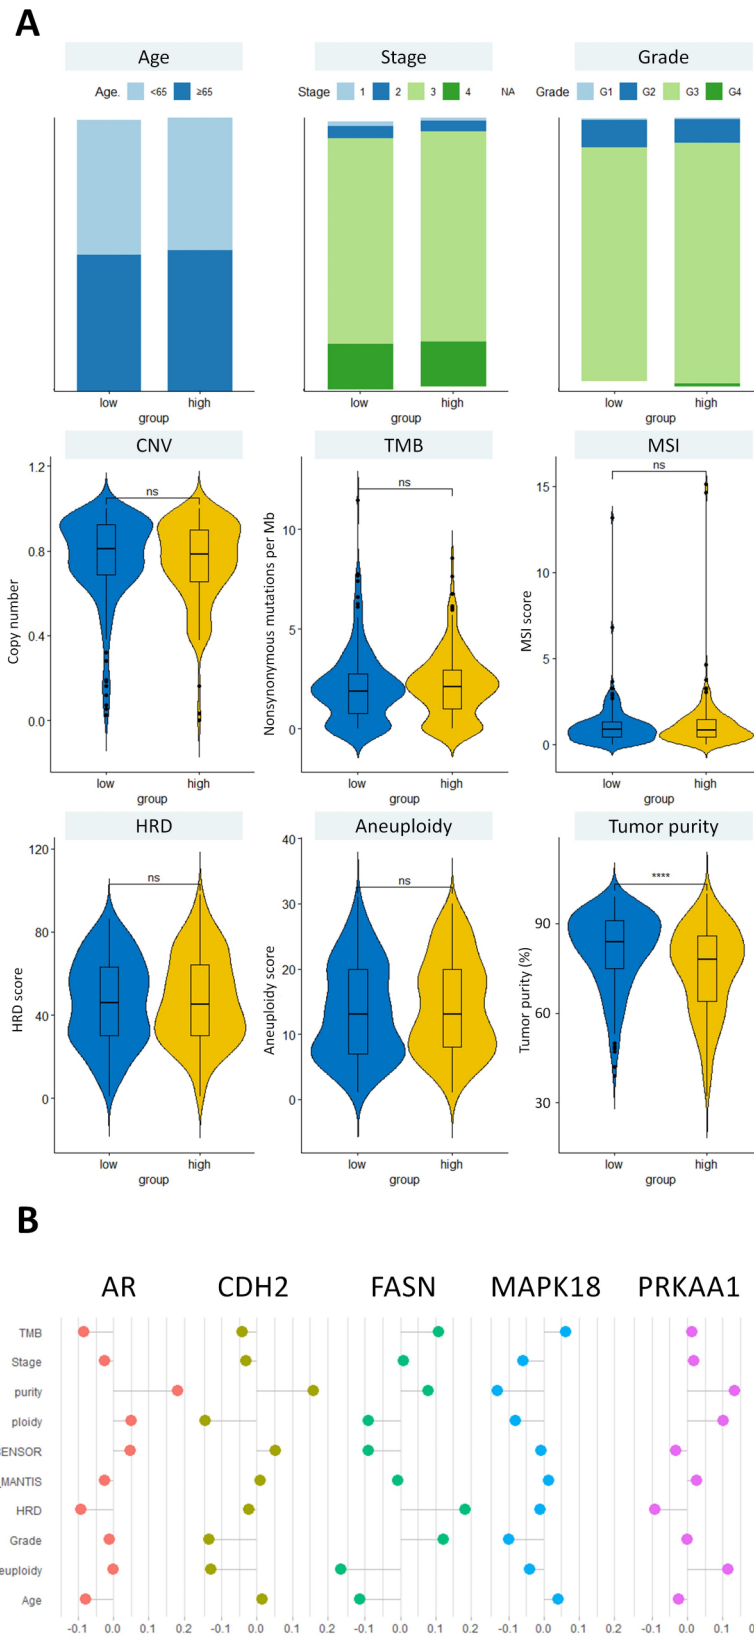 A
Age Stage Grade
Age. <65 ≥65 Stage 1 2 3 4 NA Grade G1 G2 G3 G4
low high low high low high
group group group
CNV TMB MSI
ns ns ns
Copy number
1.2
0.8
0.4
0.0
Nonsynonymous mutations per Mb
10
5
0
MSI score
15
10
5
0
low high low high low high
group group group
HRD Aneuploidy Tumor purity
ns ns ****
HRD score
120
80
40
0
Aneuploidy score
40
30
20
10
0
Tumor purity (%)
90
60
30
low high low high low high
group group group
B
AR CDH2 FASN MAPK18 PRKAA1
TMB
Stage
purity
ploidy
ENSOR
_MANTIS
HRD
Grade
euploidy
Age
-0.1 0.0 0.1 0.2 -0.1 0.0 0.1 0.2 -0.1 0.0 0.1 0.2 -0.1 0.0 0.1 0.2 -0.1 0.0 0.1